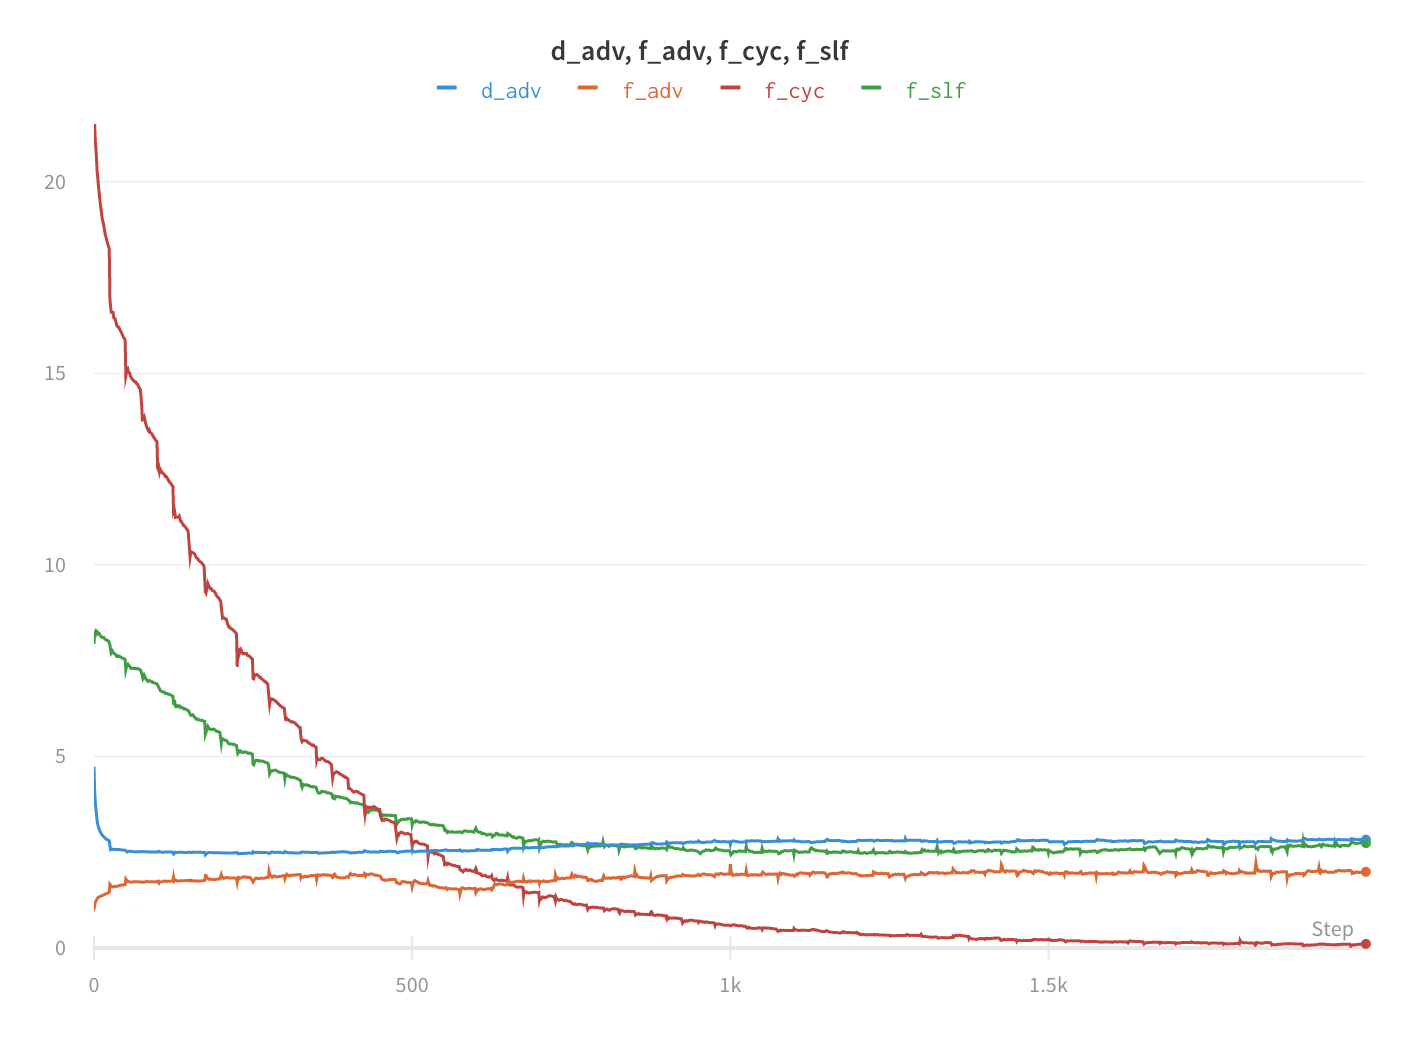 d_adv, f_adv, f_cyc, f_slf
d_adv f_adv f_cyc f_slf
20
15
10
5
0
Step
0 500 1k 1.5k